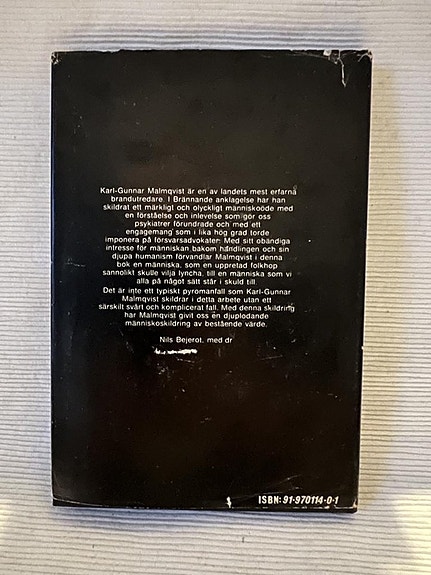 Karl-Gunnar Malmqvist är en av landets mest erfarna
brandutredare. I Brännande anklagelse har han
skildrat ett märkligt och olyckligt människoöde med
en förståelse och inlevelse som gör oss
psykiatrer förundrade och med ett
engagemang som i lika hög grad torde
imponera på försvarsadvokater. Med sitt obändiga
intresse för människan bakom handlingen och sin
djupa humanism förvandlar Malmqvist i denna
bok en människa, som en uppretad folkhop
sannolikt skulle vilja lyncha, till en människa som vi
alla på något sätt står i skuld till.
Det är inte ett typiskt pyromanfall som Karl-Gunnar
Malmqvist skildrar i detta arbete utan ett
särskilt svårt och komplicerat fall. Med denna skildring
har Malmqvist givit oss en djuplodande
människoskildring av bestående värde.
Nils Bejerot, med dr
ISBN: 91-970114-0-1